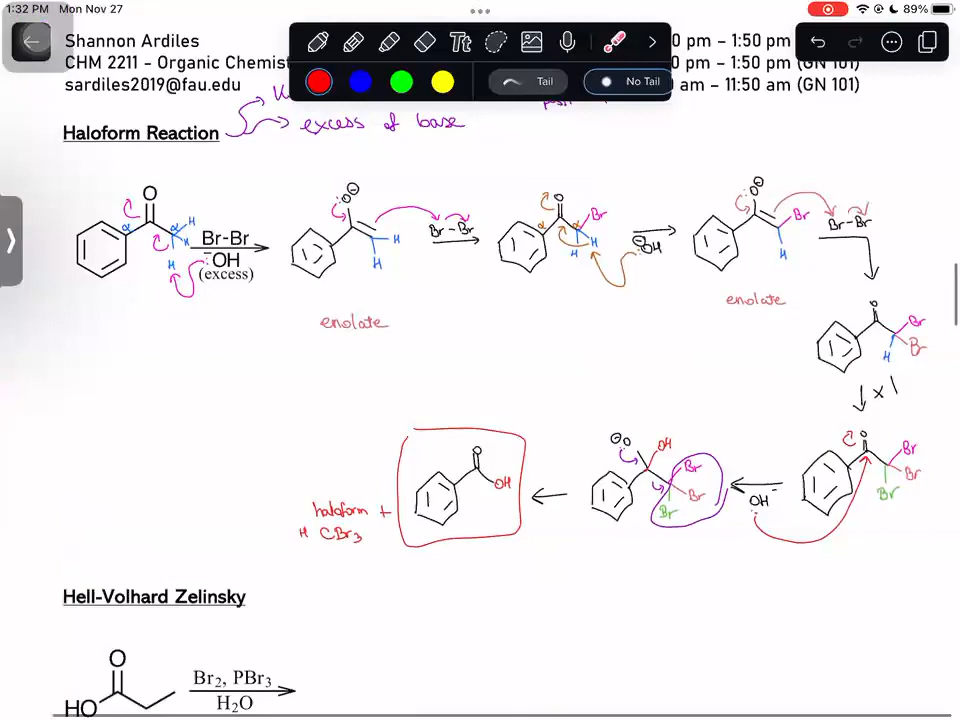 1:32 PM Mon Nov 27
89%
Shannon Ardiles
0 pm – 1:50 pm
CHM 2211 - Organic Chemist
0 pm – 1:50 pm (GN 101)
sardiles2019@fau.edu
am – 11:50 am (GN 101)
Tt
Tail
No Tail
excess of base
Haloform Reaction
O
α
α
H
H
H
Br-Br
⁻:OH
(excess)
:O⊖
H
H
enolate
Br-Br
O
α
α
Br
H
H
⊖:OH
:O⊖
Br
H
enolate
Br-Br
O
Br
Br
H
x1
O
Br
Br
Br
OH⁻
⊖O
OH
Br
Br
Br
O
OH
haloform +
H CBr3
Hell-Volhard Zelinsky
O
HO
Br₂, PBr₃
H₂O